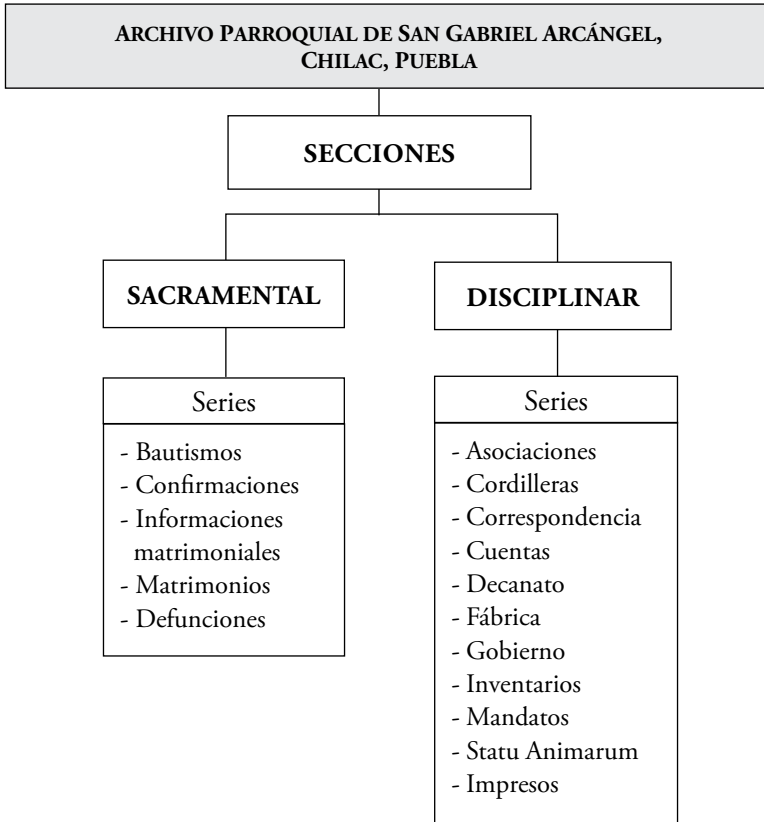 ARCHIVO PARROQUIAL DE SAN GABRIEL ARCÁNGEL,
CHILAC, PUEBLA
SECCIONES
SACRAMENTAL
Series
- Bautismos
- Confirmaciones
- Informaciones
matrimoniales
- Matrimonios
- Defunciones
DISCIPLINAR
Series
- Asociaciones
- Cordilleras
- Correspondencia
- Cuentas
- Decanato
- Fábrica
- Gobierno
- Inventarios
- Mandatos
- Statu Animarum
- Impresos